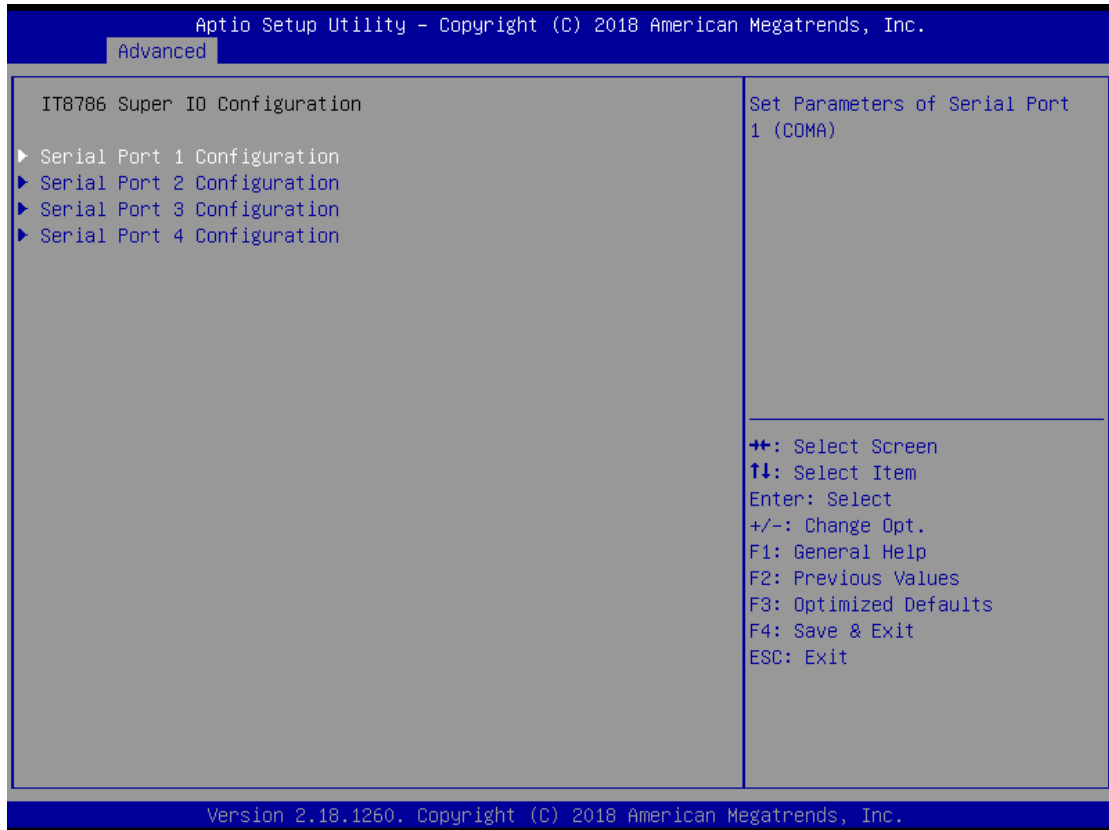 Aptio Setup Utility – Copyright (C) 2018 American Megatrends, Inc.
Advanced
IT8786 Super IO Configuration
Serial Port 1 Configuration
Serial Port 2 Configuration
Serial Port 3 Configuration
Serial Port 4 Configuration
Set Parameters of Serial Port
1 (COMA)
→←: Select Screen
↑↓: Select Item
Enter: Select
+/-: Change Opt.
F1: General Help
F2: Previous Values
F3: Optimized Defaults
F4: Save & Exit
ESC: Exit
Version 2.18.1260. Copyright (C) 2018 American Megatrends, Inc.